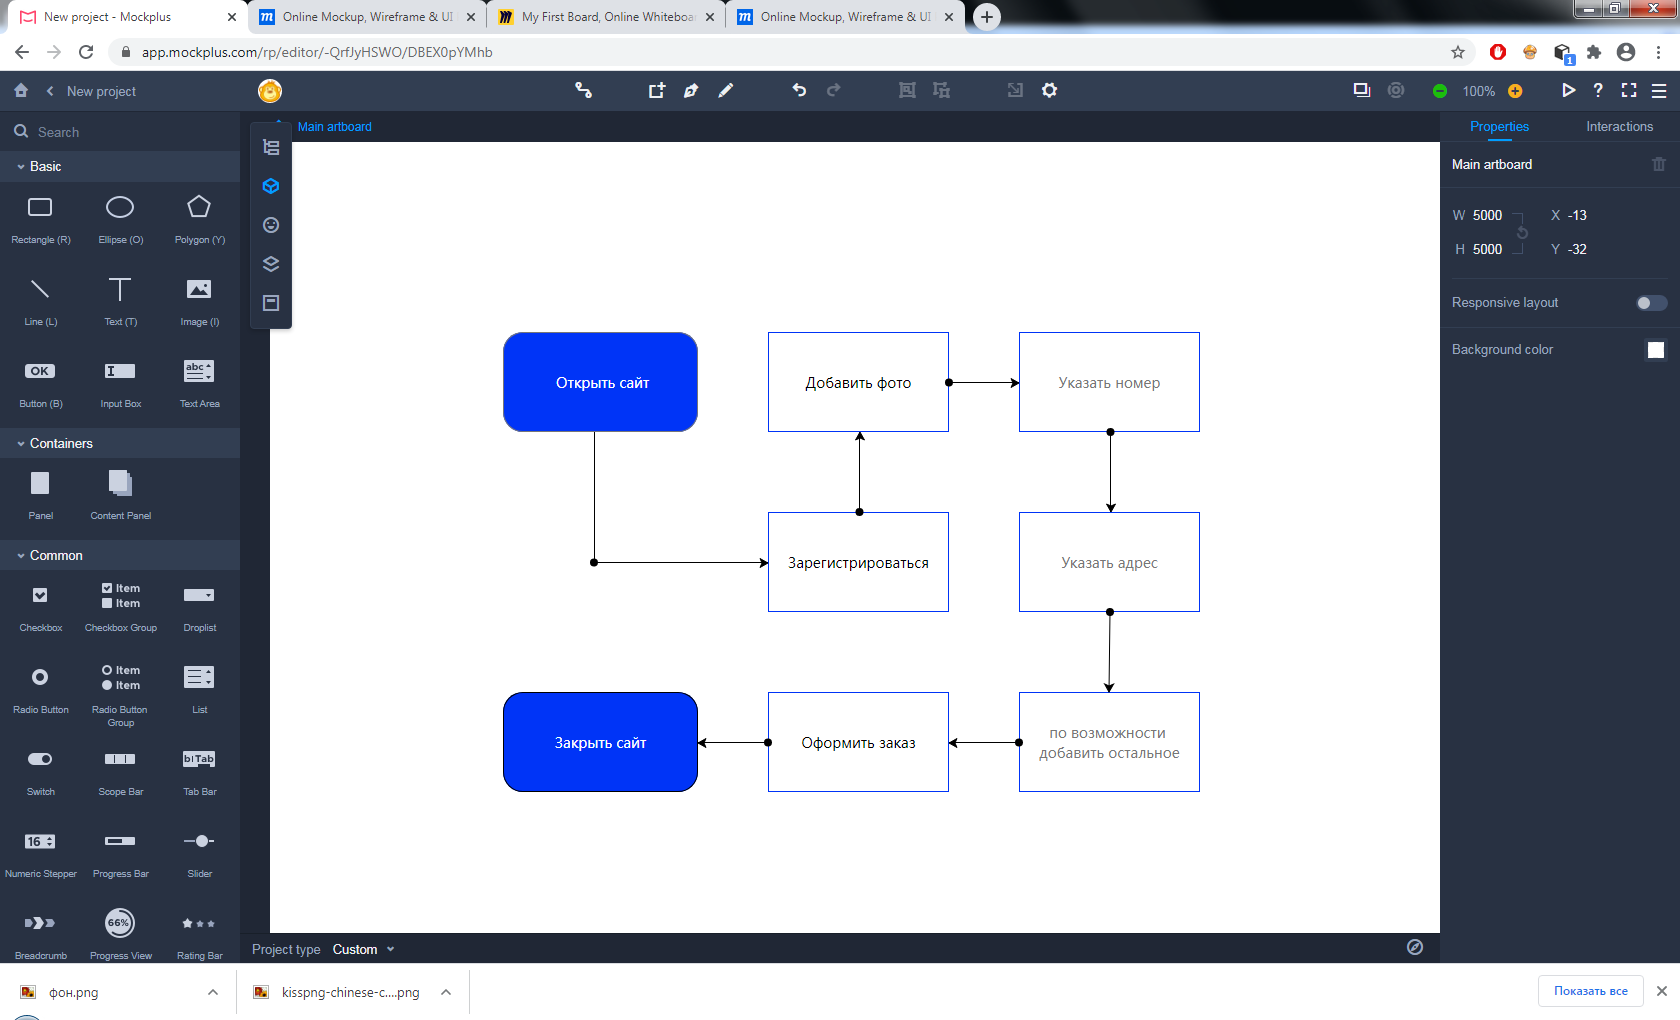 New project - Mockplus
Online Mockup, Wireframe & UI
My First Board, Online Whiteboa
Online Mockup, Wireframe & UI
app.mockplus.com/rp/editor/-QrfJyHSWO/DBEX0pYMhb
1
New project
100%
?
Search
Main artboard
Properties
Interactions
Basic
Rectangle (R)
Ellipse (O)
Polygon (Y)
Line (L)
Text (T)
Image (I)
OK
abc
Button (B)
Input Box
Text Area
Containers
Panel
Content Panel
Common
Item
Item
Checkbox
Checkbox Group
Droplist
Item
Item
Radio Button
Radio Button
Group
List
b
Tab
Switch
Scope Bar
Tab Bar
16
Numeric Stepper
Progress Bar
Slider
66%
Breadcrumb
Progress View
Rating Bar
Main artboard
W 5000
X -13
H 5000
Y -32
Responsive layout
Background color
Открыть сайт
Добавить фото
Указать номер
Зарегистрироваться
Указать адрес
Закрыть сайт
Оформить заказ
по возможности
добавить остальное
Project type
Custom
фон.png
kisspng-chinese-c....png
Показать все